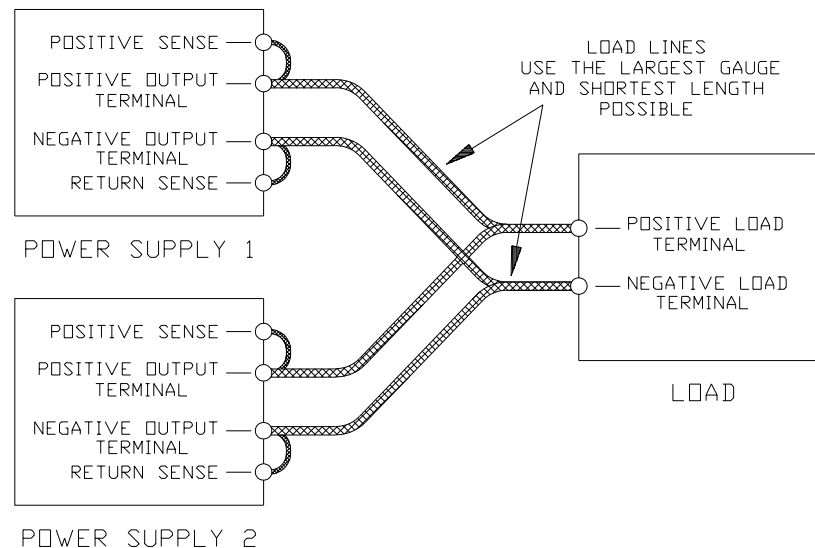 POSITIVE SENSE
POSITIVE OUTPUT
TERMINAL
NEGATIVE OUTPUT
TERMINAL
RETURN SENSE
POWER SUPPLY 1
LOAD LINES
USE THE LARGEST GAUGE
AND SHORTEST LENGTH
POSSIBLE
POSITIVE LOAD
TERMINAL
NEGATIVE LOAD
TERMINAL
LOAD
POSITIVE SENSE
POSITIVE OUTPUT
TERMINAL
NEGATIVE OUTPUT
TERMINAL
RETURN SENSE
POWER SUPPLY 2